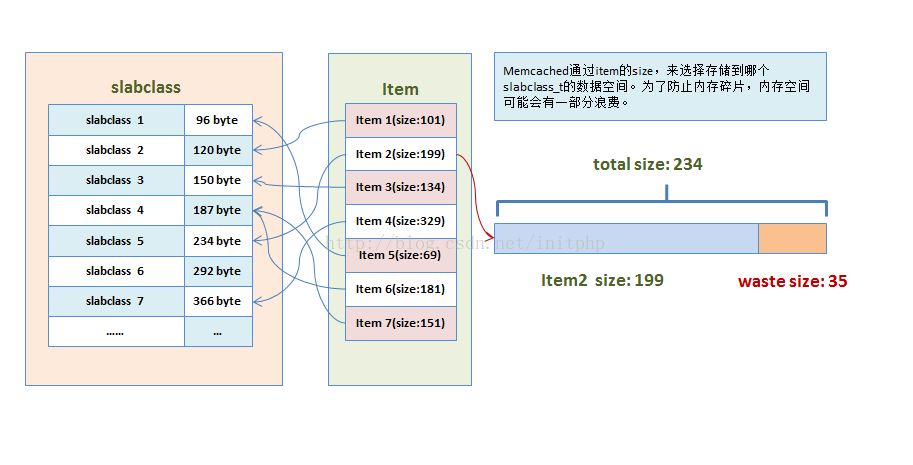 slabclass
slabclass 1 96 byte
slabclass 2 120 byte
slabclass 3 150 byte
slabclass 4 187 byte
slabclass 5 234 byte
slabclass 6 292 byte
slabclass 7 366 byte
...... ...
Item
Item 1(size:101)
Item 2(size:199)
Item 3(size:134)
Item 4(size:329)
Item 5(size:69)
Item 6(size:181)
Item 7(size:151)
Memcached通过item的size，来选择存储到哪个
slabclass_t的数据空间。为了防止内存碎片，内存空间
可能会有一部分浪费。
total size: 234
Item2 size: 199
waste size: 35
http://blog.csdn.net/initphp